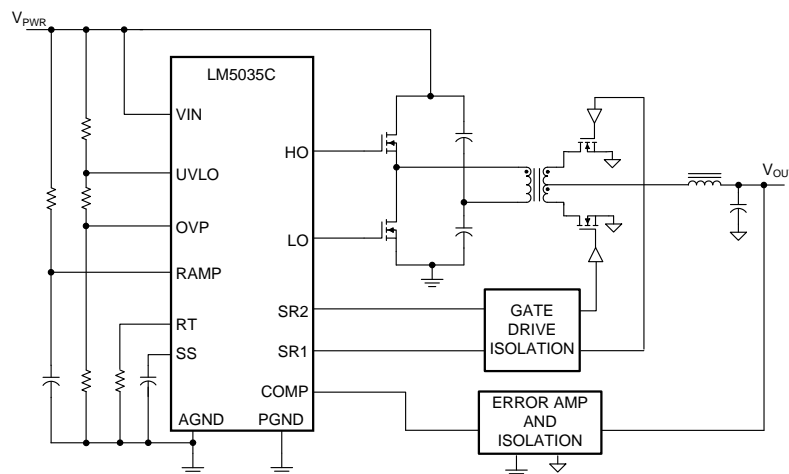 VPWR
LM5035C
VIN
HO
UVLO
VOU
OVP
LO
RAMP
SR2
GATE
DRIVE
ISOLATION
RT
SR1
SS
COMP
ERROR AMP
AND
ISOLATION
AGND
PGND